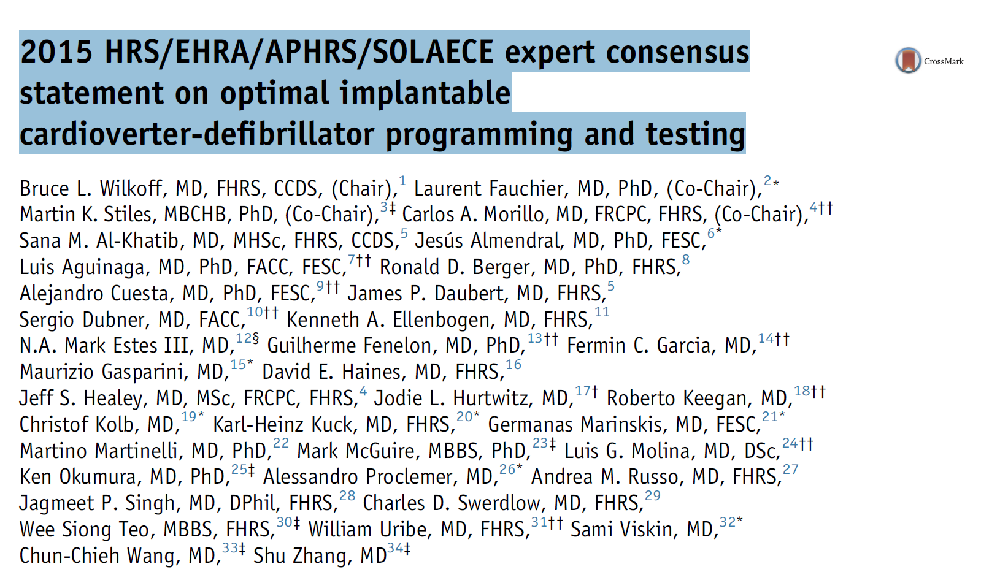 2015 HRS/EHRA/APHRS/SOLAECE expert consensus
statement on optimal implantable
cardioverter-defibrillator programming and testing
CrossMark
Bruce L. Wilkoff, MD, FHRS, CCDS, (Chair),1 Laurent Fauchier, MD, PhD, (Co-Chair),2*
Martin K. Stiles, MBCHB, PhD, (Co-Chair),3‡ Carlos A. Morillo, MD, FRCPC, FHRS, (Co-Chair),4††
Sana M. Al-Khatib, MD, MHSc, FHRS, CCDS,5 Jesús Almendral, MD, PhD, FESC,6*
Luis Aguinaga, MD, PhD, FACC, FESC,7†† Ronald D. Berger, MD, PhD, FHRS,8
Alejandro Cuesta, MD, PhD, FESC,9†† James P. Daubert, MD, FHRS,5
Sergio Dubner, MD, FACC,10†† Kenneth A. Ellenbogen, MD, FHRS,11
N.A. Mark Estes III, MD,12§ Guilherme Fenelon, MD, PhD,13†† Fermin C. Garcia, MD,14††
Maurizio Gasparini, MD,15* David E. Haines, MD, FHRS,16
Jeff S. Healey, MD, MSc, FRCPC, FHRS,4 Jodie L. Hurtwitz, MD,17† Roberto Keegan, MD,18††
Christof Kolb, MD,19* Karl-Heinz Kuck, MD, FHRS,20* Germanas Marinskis, MD, FESC,21*
Martino Martinelli, MD, PhD,22 Mark McGuire, MBBS, PhD,23‡ Luis G. Molina, MD, DSc,24††
Ken Okumura, MD, PhD,25‡ Alessandro Proclemer, MD,26* Andrea M. Russo, MD, FHRS,27
Jagmeet P. Singh, MD, DPhil, FHRS,28 Charles D. Swerdlow, MD, FHRS,29
Wee Siong Teo, MBBS, FHRS,30‡ William Uribe, MD, FHRS,31†† Sami Viskin, MD,32*
Chun-Chieh Wang, MD,33‡ Shu Zhang, MD34‡